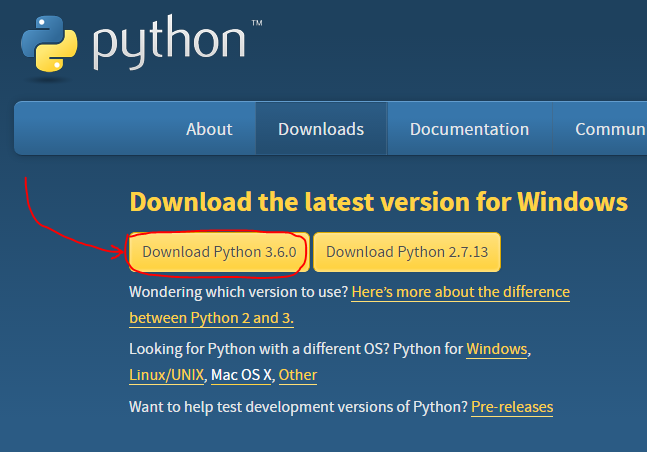 python™
About Downloads Documentation Commun
Download the latest version for Windows
Download Python 3.6.0 Download Python 2.7.13
Wondering which version to use? Here's more about the difference
between Python 2 and 3.
Looking for Python with a different OS? Python for Windows,
Linux/UNIX, Mac OS X, Other
Want to help test development versions of Python? Pre-releases